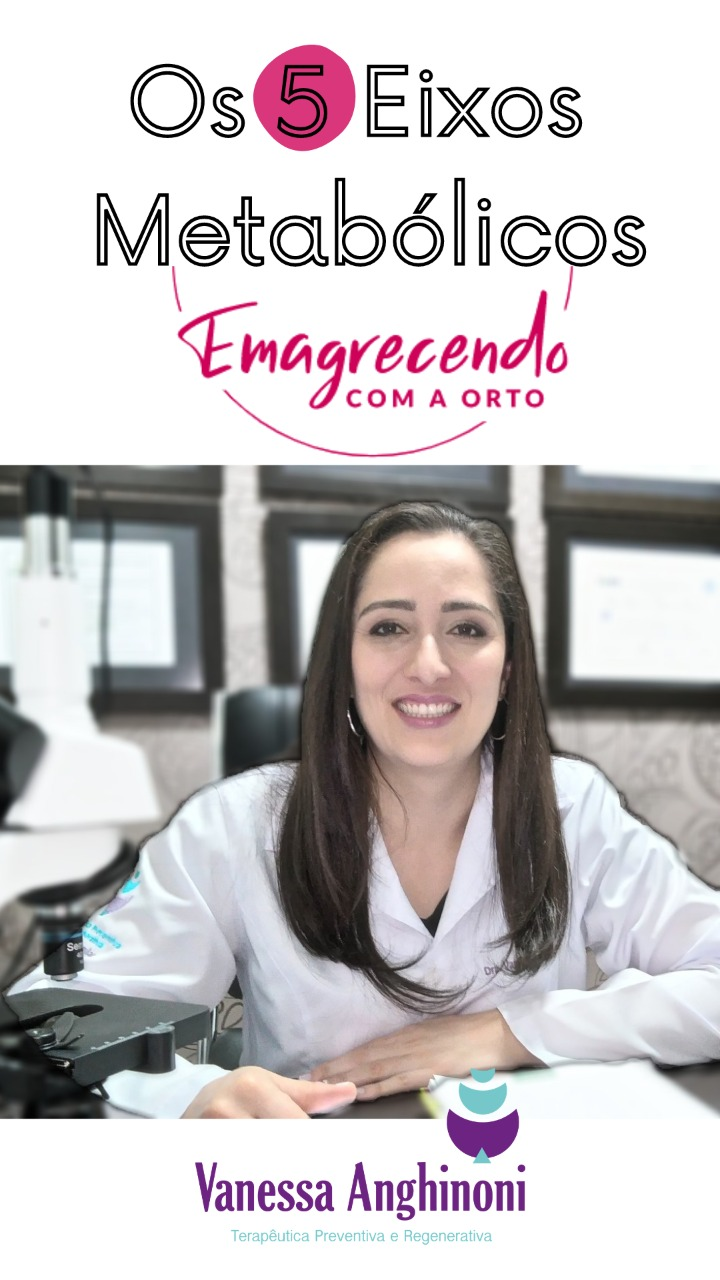 Os 5 Eixos
Metabólicos
Emagrecendo
COM A ORTO
Vanessa Anghinoni
Terapêutica Preventiva e Regenerativa